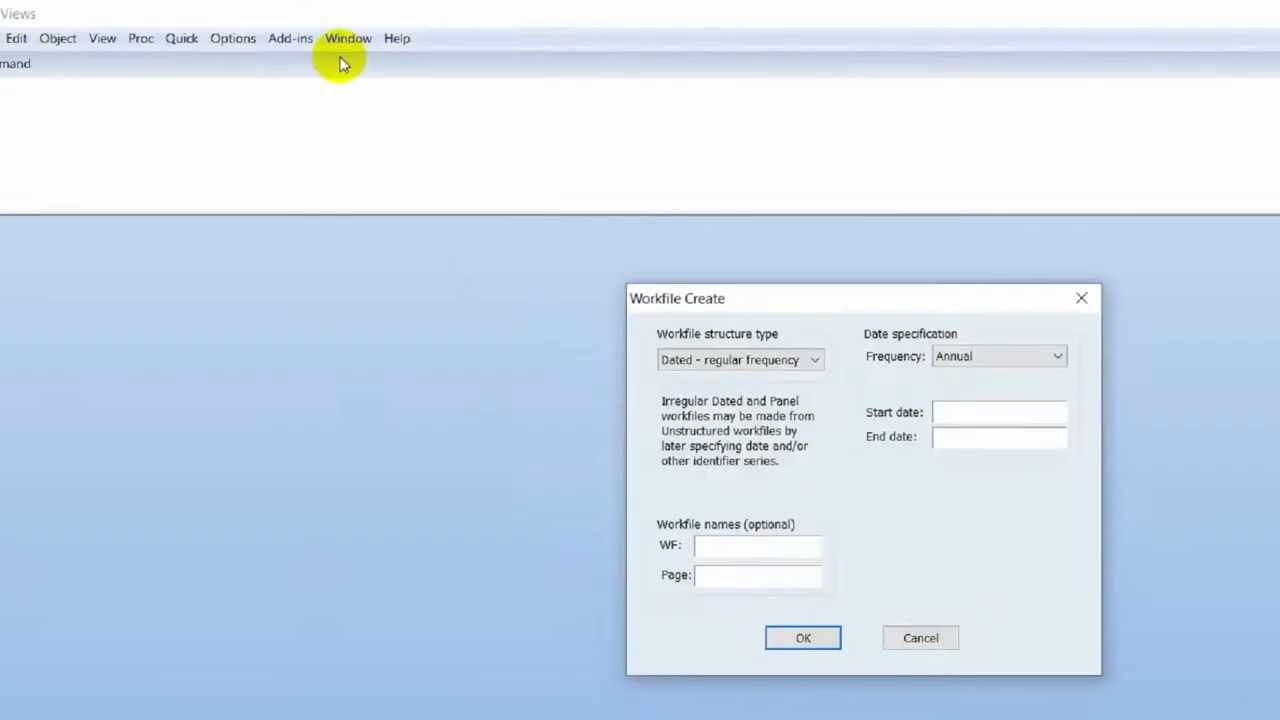 Views
Edit Object View Proc Quick Options Add-ins Window Help
mand
Workfile Create
Workfile structure type
Dated - regular frequency
Irregular Dated and Panel
workfiles may be made from
Unstructured workfiles by
later specifying date and/or
other identifier series.
Date specification
Frequency: Annual
Start date:
End date:
Workfile names (optional)
WF:
Page:
OK Cancel